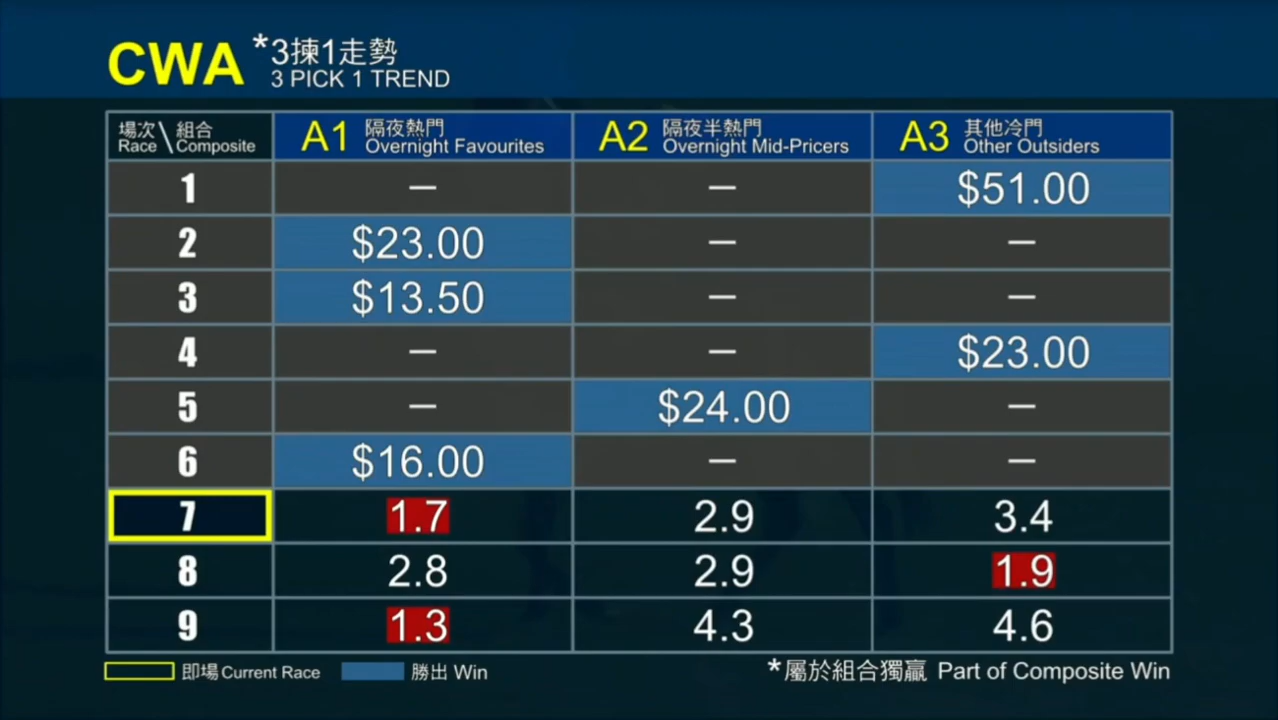 CWA *3揀1走勢
3 PICK 1 TREND
場次\組合 A1 隔夜熱門 A2 隔夜半熱門 A3 其他冷門
Race\Composite Overnight Favourites Overnight Mid-Pricers Other Outsiders
1 — — $51.00
2 $23.00 — —
3 $13.50 — —
4 — — $23.00
5 — $24.00 —
6 $16.00 — —
7 1.7 2.9 3.4
8 2.8 2.9 1.9
9 1.3 4.3 4.6
即場 Current Race 勝出 Win *屬於組合獨贏 Part of Composite Win